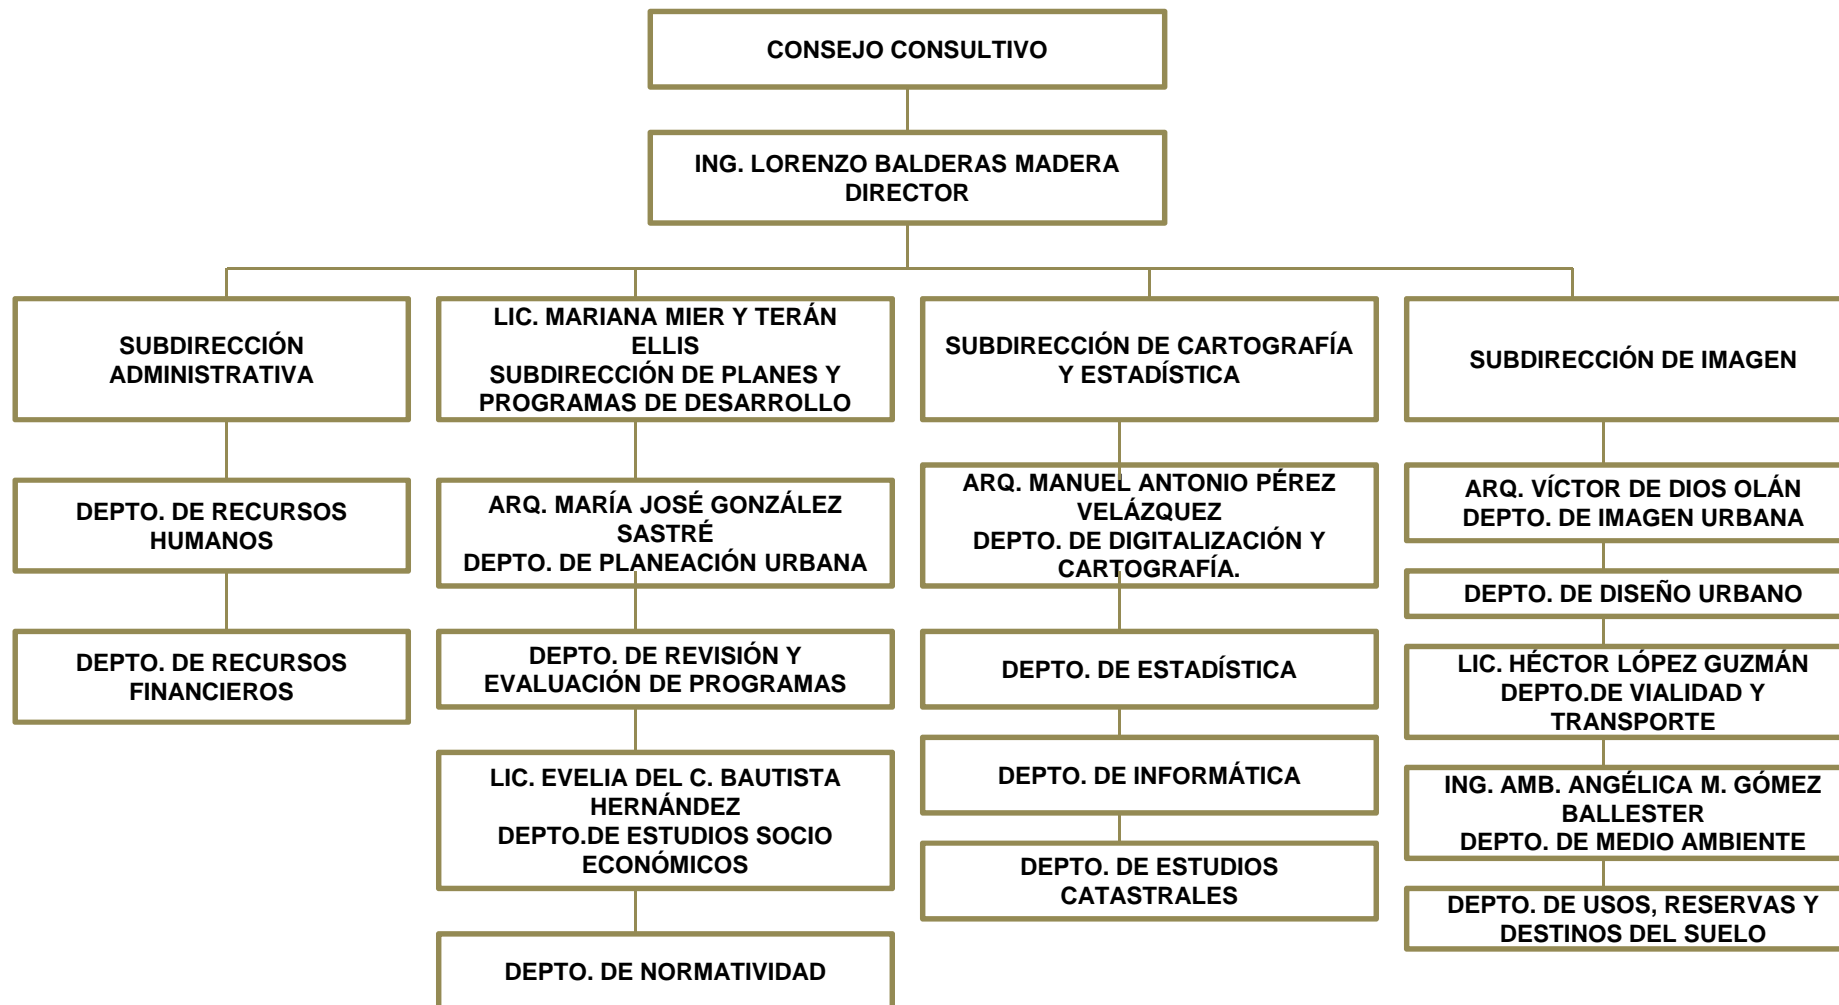 CONSEJO CONSULTIVO
ING. LORENZO BALDERAS MADERA
DIRECTOR
SUBDIRECCIÓN
ADMINISTRATIVA
DEPTO. DE RECURSOS
HUMANOS
DEPTO. DE RECURSOS
FINANCIEROS
LIC. MARIANA MIER Y TERÁN
ELLIS
SUBDIRECCIÓN DE PLANES Y
PROGRAMAS DE DESARROLLO
ARQ. MARÍA JOSÉ GONZÁLEZ
SASTRÉ
DEPTO. DE PLANEACIÓN URBANA
DEPTO. DE REVISIÓN Y
EVALUACIÓN DE PROGRAMAS
LIC. EVELIA DEL C. BAUTISTA
HERNÁNDEZ
DEPTO.DE ESTUDIOS SOCIO
ECONÓMICOS
DEPTO. DE NORMATIVIDAD
SUBDIRECCIÓN DE CARTOGRAFÍA
Y ESTADÍSTICA
ARQ. MANUEL ANTONIO PÉREZ
VELÁZQUEZ
DEPTO. DE DIGITALIZACIÓN Y
CARTOGRAFÍA.
DEPTO. DE ESTADÍSTICA
DEPTO. DE INFORMÁTICA
DEPTO. DE ESTUDIOS
CATASTRALES
SUBDIRECCIÓN DE IMAGEN
ARQ. VÍCTOR DE DIOS OLÁN
DEPTO. DE IMAGEN URBANA
DEPTO. DE DISEÑO URBANO
LIC. HÉCTOR LÓPEZ GUZMÁN
DEPTO.DE VIALIDAD Y
TRANSPORTE
ING. AMB. ANGÉLICA M. GÓMEZ
BALLESTER
DEPTO. DE MEDIO AMBIENTE
DEPTO. DE USOS, RESERVAS Y
DESTINOS DEL SUELO